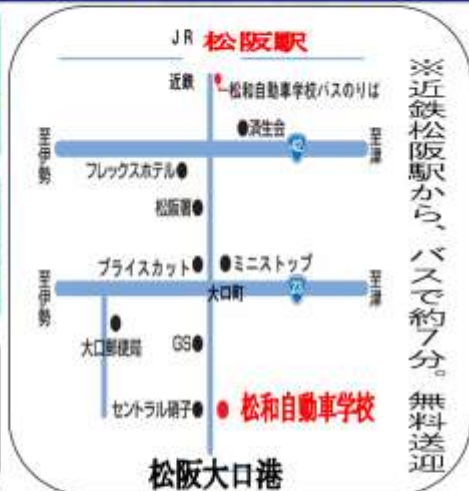 JR 松阪駅
近鉄
松和自動車学校バスのりば
済生会
42
至伊勢
至津
フレックスホテル
松阪署
プライスカット
ミニストップ
大口町
23
至伊勢
至津
大口郵便局
GS
セントラル硝子
松和自動車学校
松阪大口港
※近鉄松阪駅から、バスで約7分。無料送迎